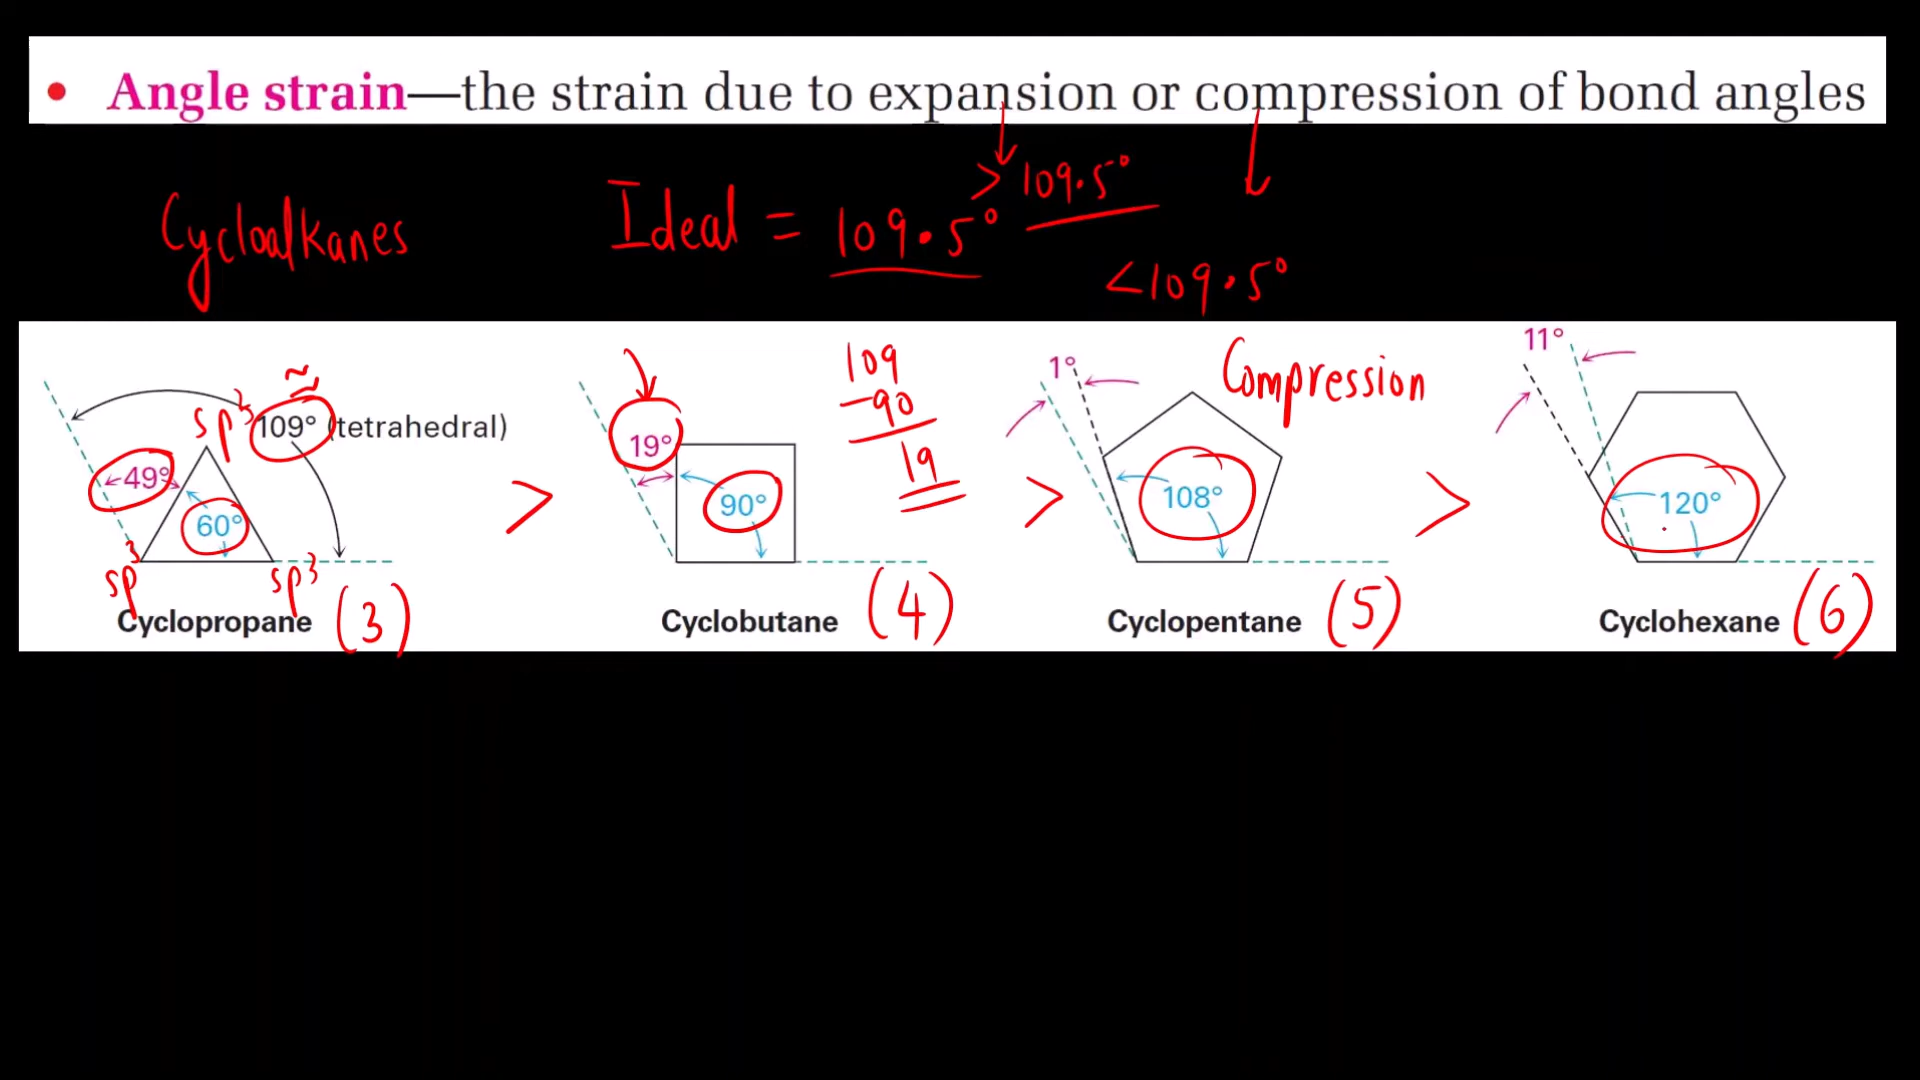 • Angle strain—the strain due to expansion or compression of bond angles
Cycloalkanes
Ideal = 109.5°
> 109.5°
< 109.5°
≈
109° (tetrahedral)
sp³
49°
60°
sp³
sp³
Cyclopropane (3)
>
19°
90°
109
-90
19
Cyclobutane (4)
>
1°
Compression
108°
Cyclopentane (5)
>
11°
120°
Cyclohexane (6)